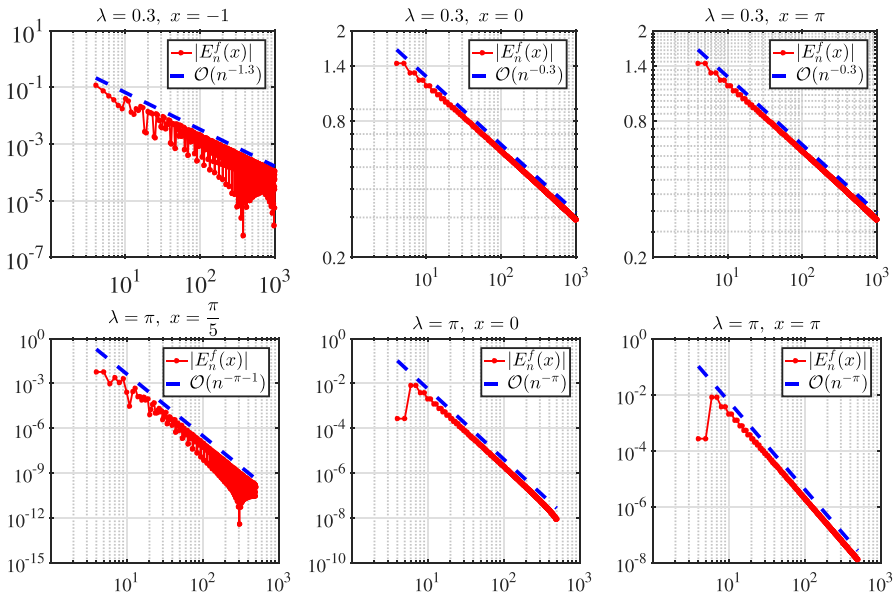 λ = 0.3, x = −1
10^1
10^-1
10^-3
10^-5
10^-7
10^1
10^2
10^3
|E_n^f(x)|
O(n^-1.3)
λ = 0.3, x = 0
2
1.4
0.8
0.2
10^1
10^2
10^3
|E_n^f(x)|
O(n^-0.3)
λ = 0.3, x = π
2
1.4
0.8
0.2
10^1
10^2
10^3
|E_n^f(x)|
O(n^-0.3)
λ = π, x = π/5
10^0
10^-3
10^-6
10^-9
10^-12
10^-15
10^1
10^2
10^3
|E_n^f(x)|
O(n^-π-1)
λ = π, x = 0
10^0
10^-2
10^-4
10^-6
10^-8
10^-10
10^1
10^2
10^3
|E_n^f(x)|
O(n^-π)
λ = π, x = π
10^0
10^-2
10^-4
10^-6
10^-8
10^1
10^2
10^3
|E_n^f(x)|
O(n^-π)